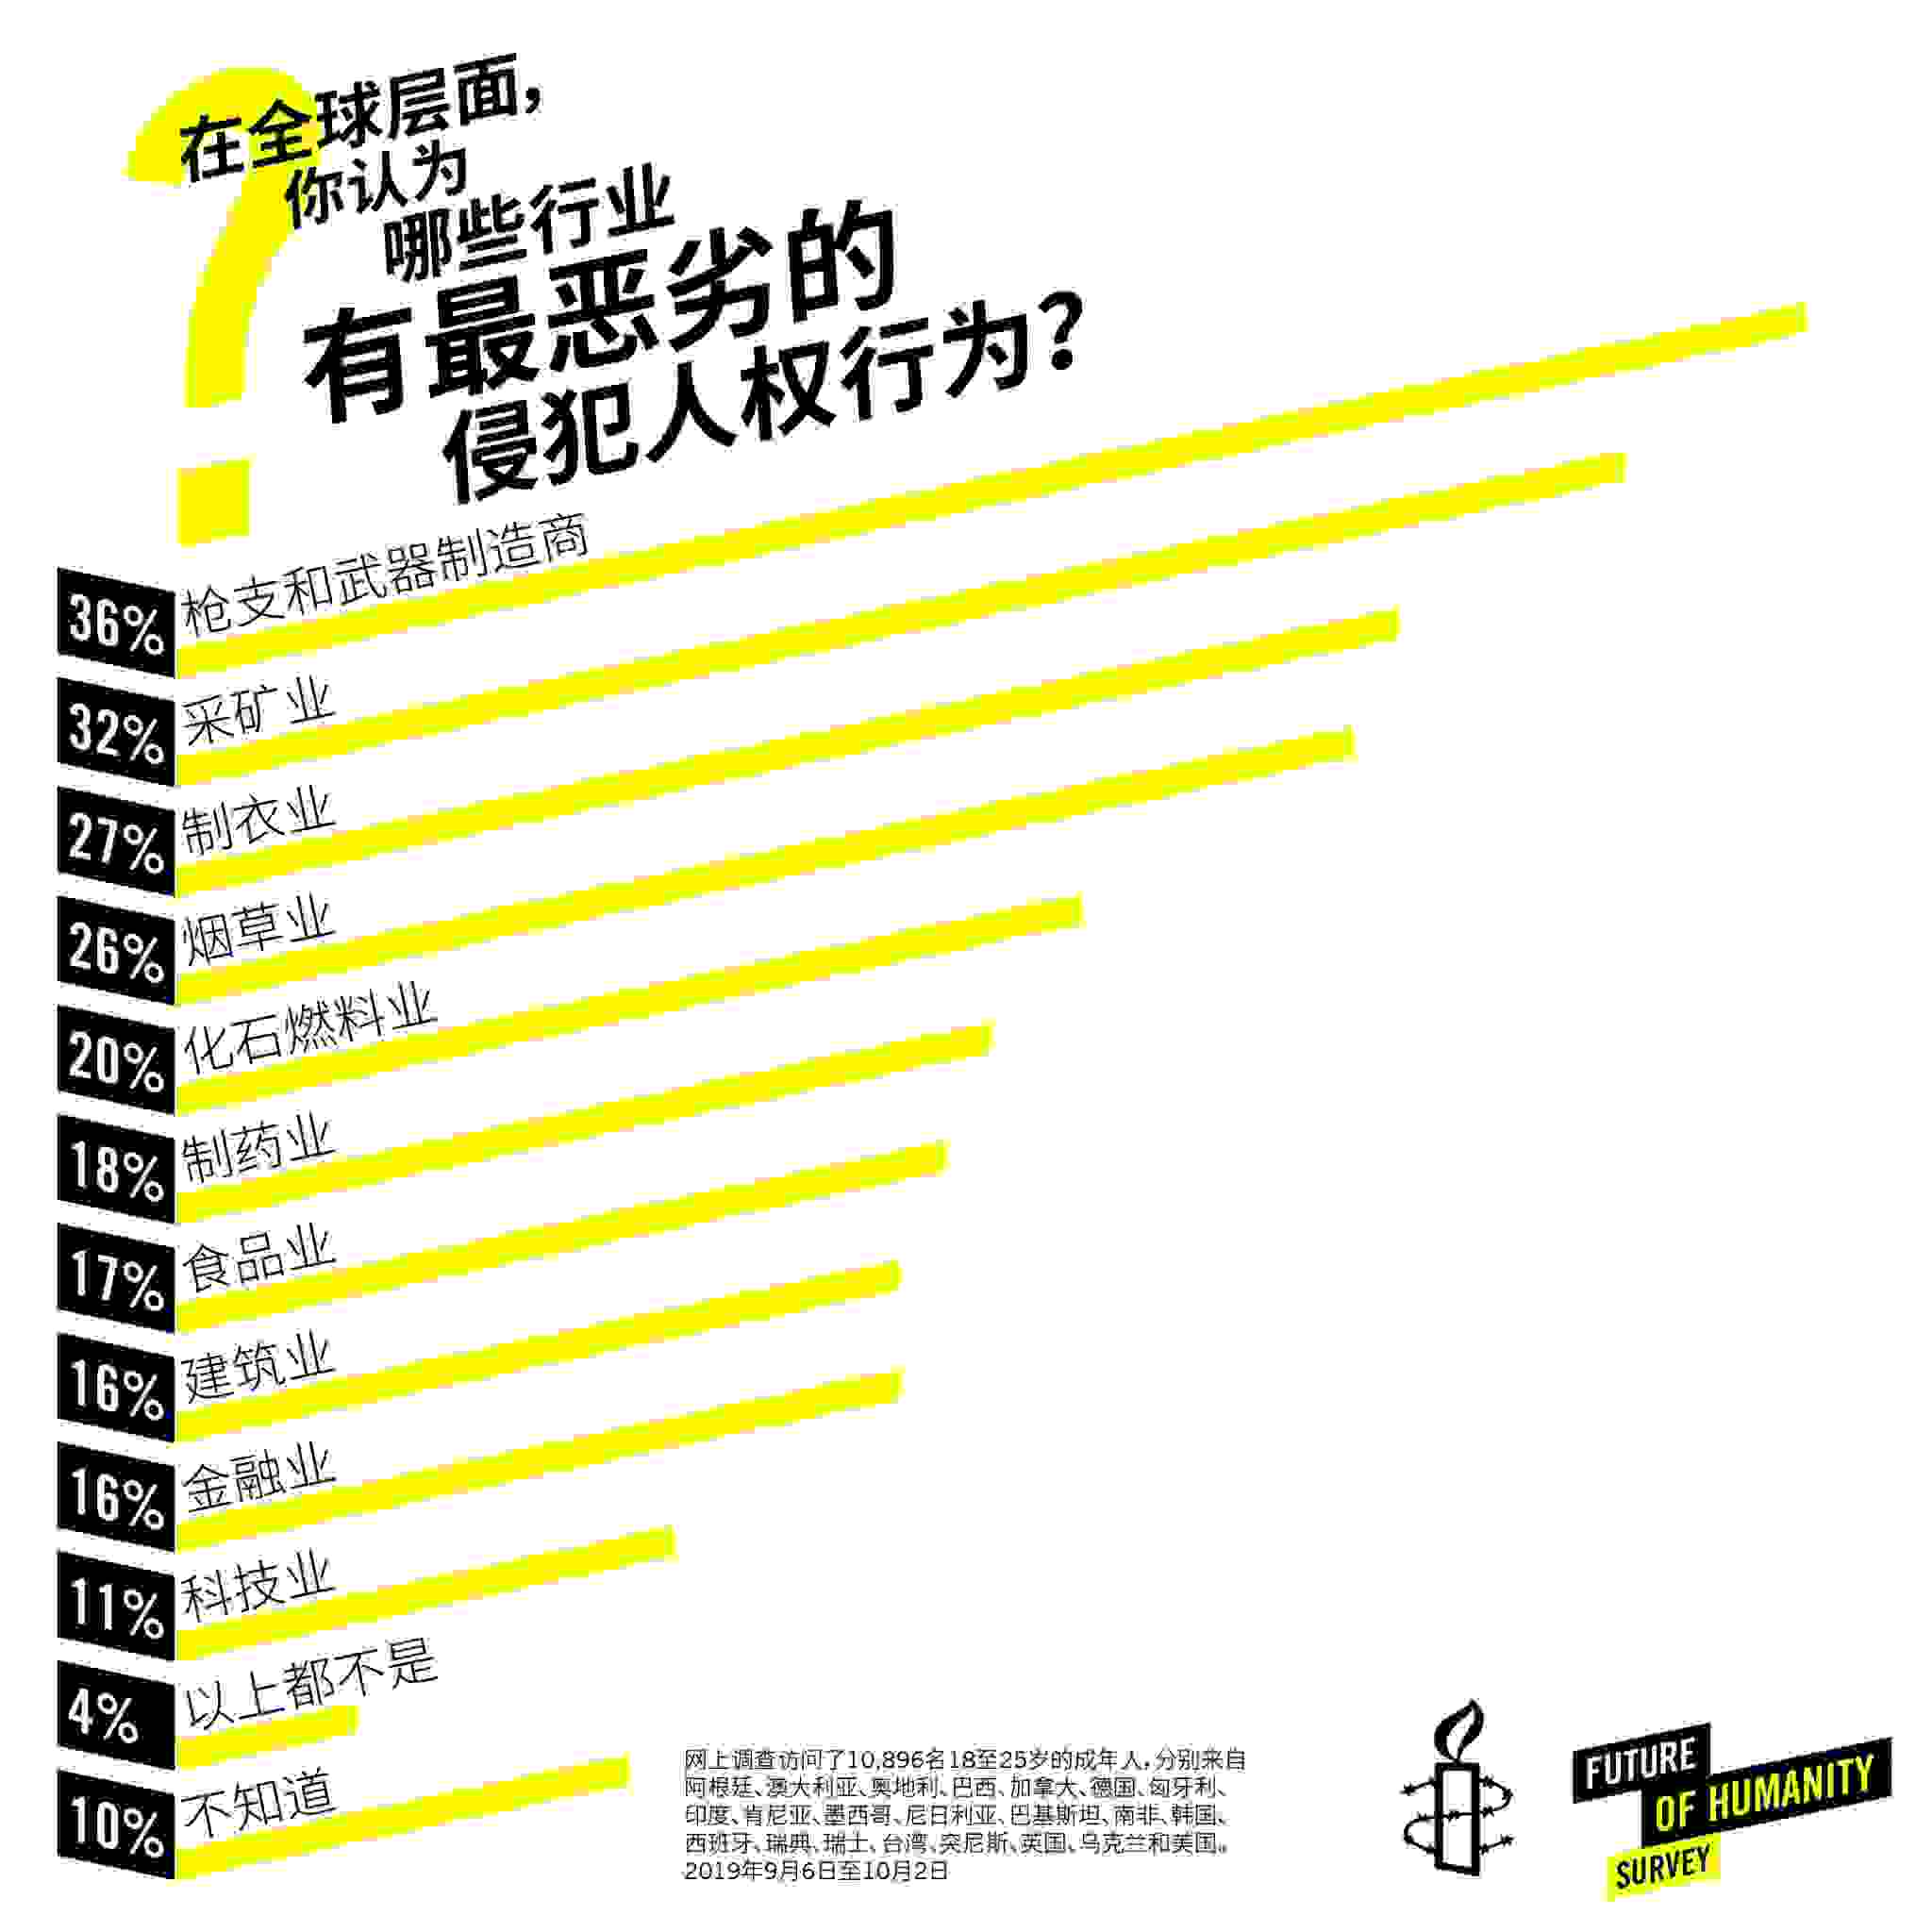 在全球层面，
你认为
哪些行业
有最恶劣的
侵犯人权行为？
36% 枪支和武器制造商
32% 采矿业
27% 制衣业
26% 烟草业
20% 化石燃料业
18% 制药业
17% 食品业
16% 建筑业
16% 金融业
11% 科技业
4% 以上都不是
10% 不知道
网上调查访问了10,896名18至25岁的成年人，分别来自
阿根廷、澳大利亚、奥地利、巴西、加拿大、德国、匈牙利、
印度、肯尼亚、墨西哥、尼日利亚、巴基斯坦、南非、韩国、
西班牙、瑞典、瑞士、台湾、突尼斯、英国、乌克兰和美国。
2019年9月6日至10月2日
FUTURE
OF HUMANITY
SURVEY